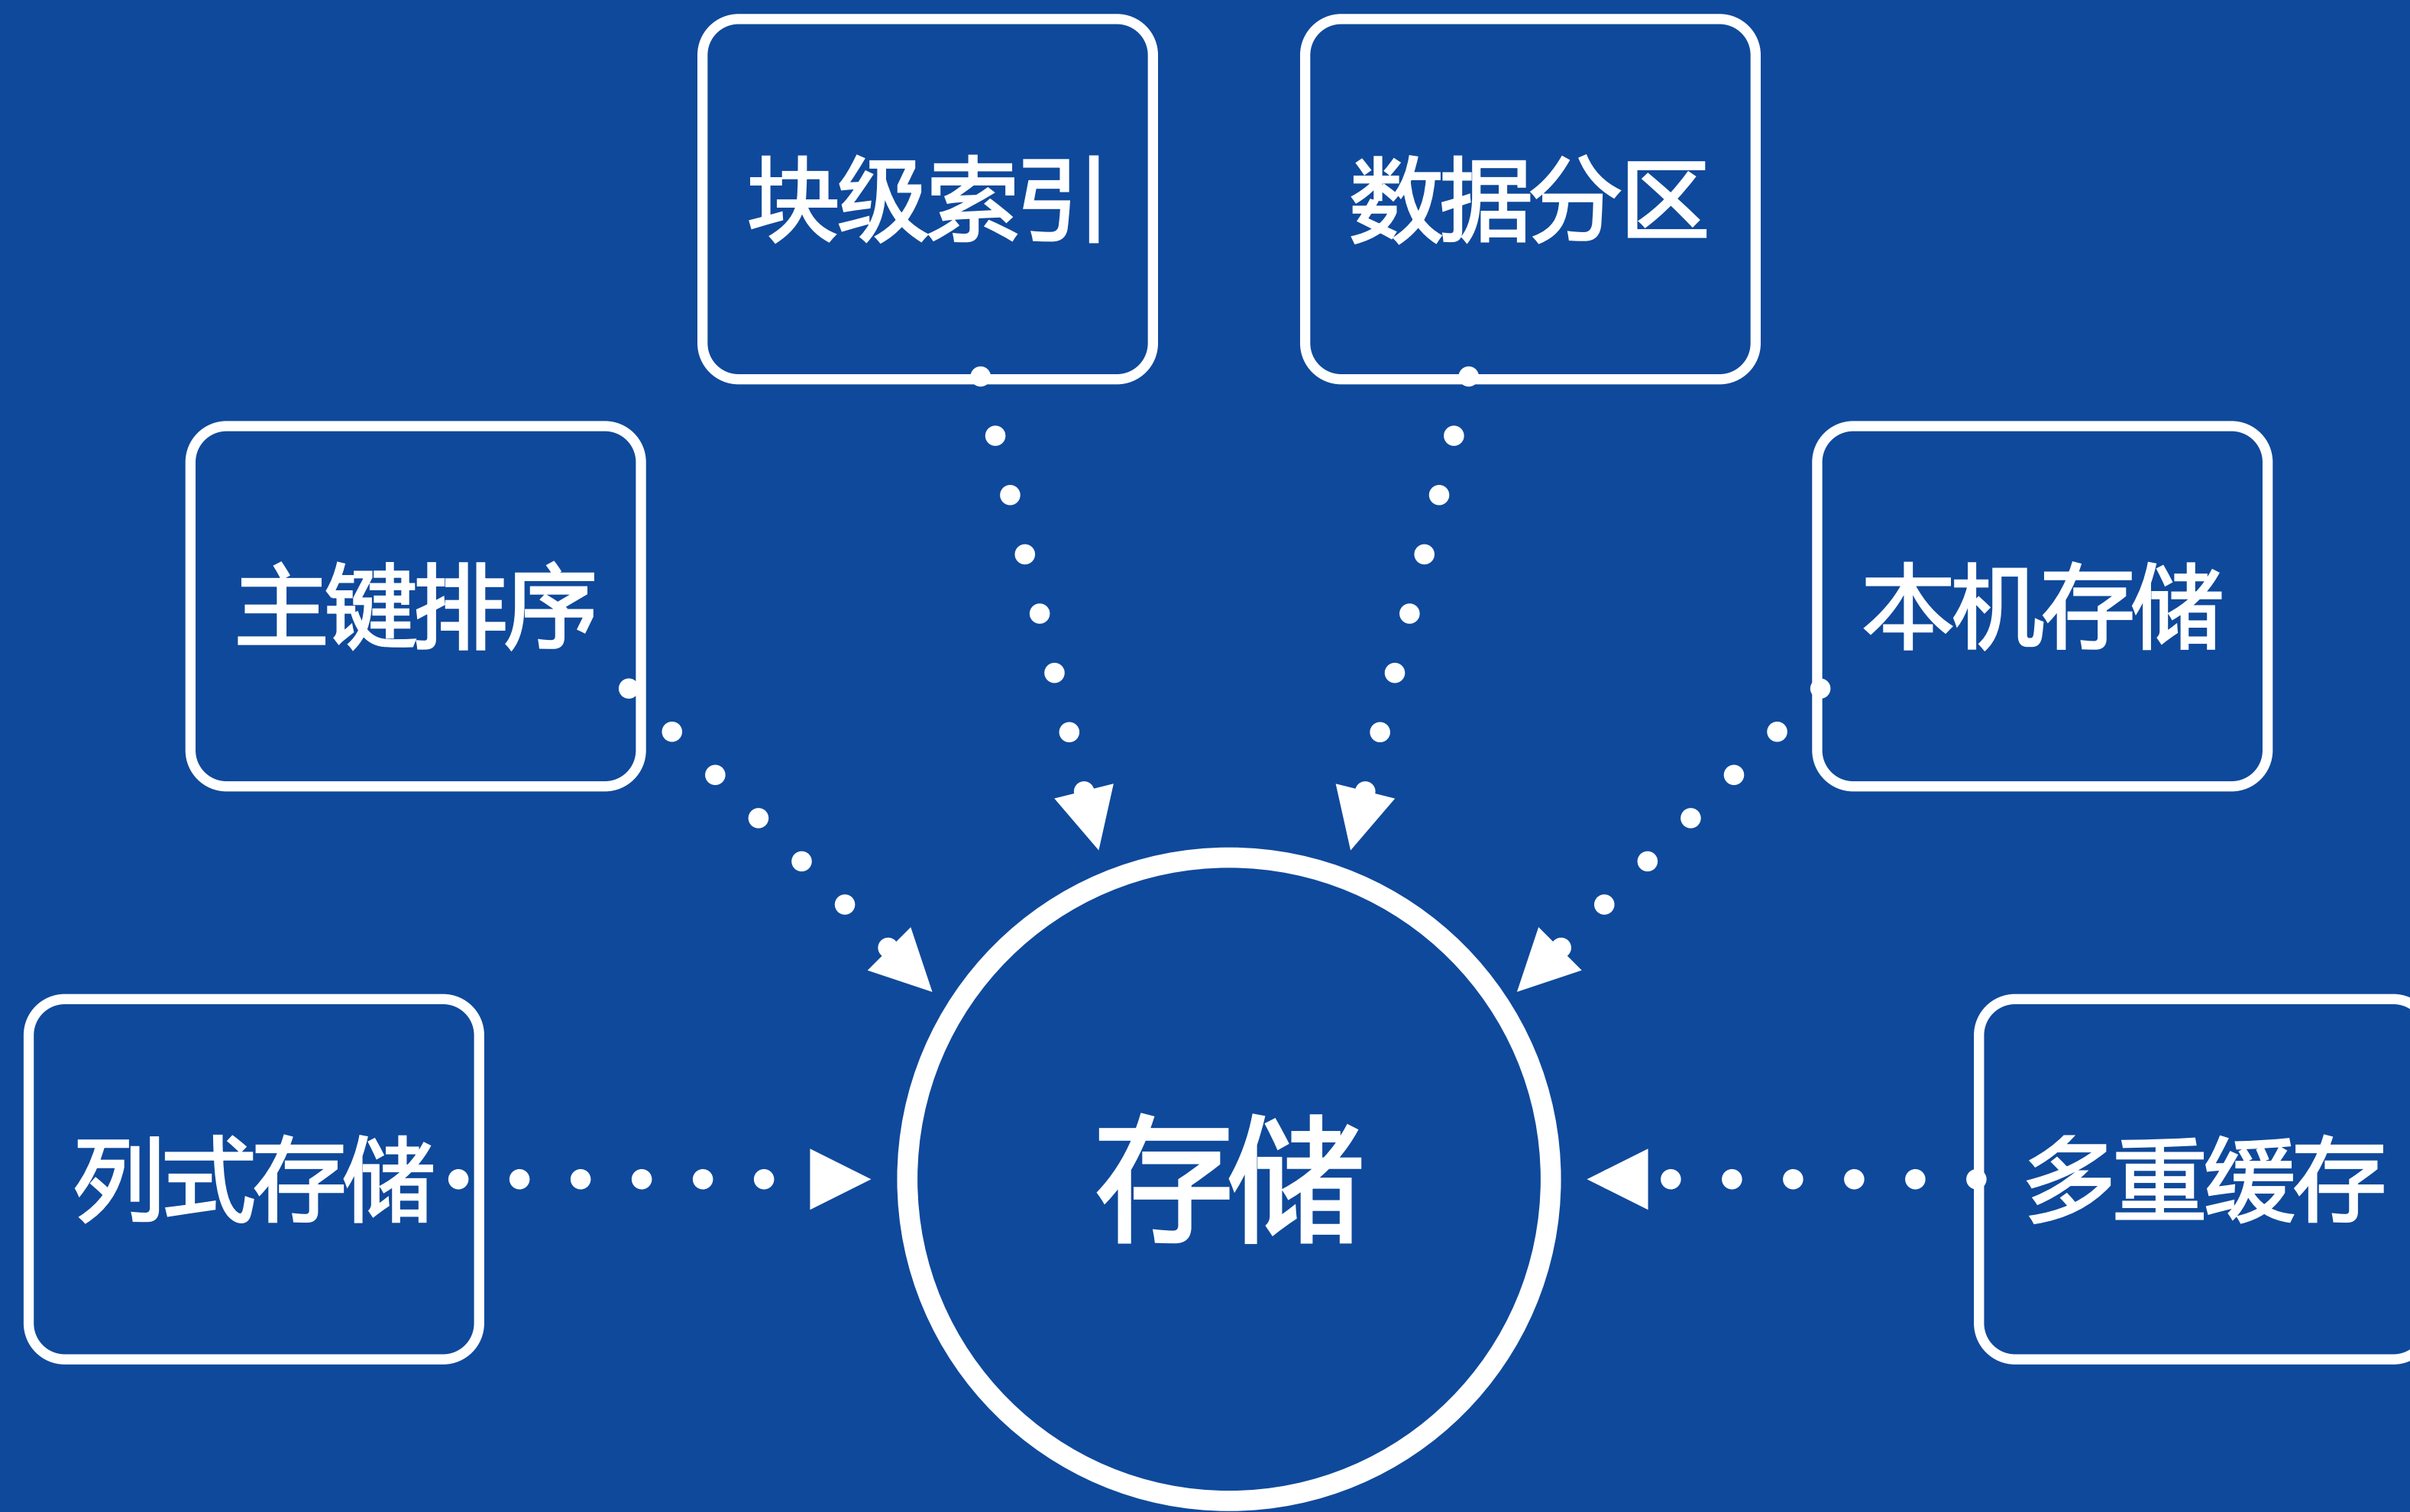 块级索引
数据分区
主键排序
本机存储
列式存储
存储
多重缓存